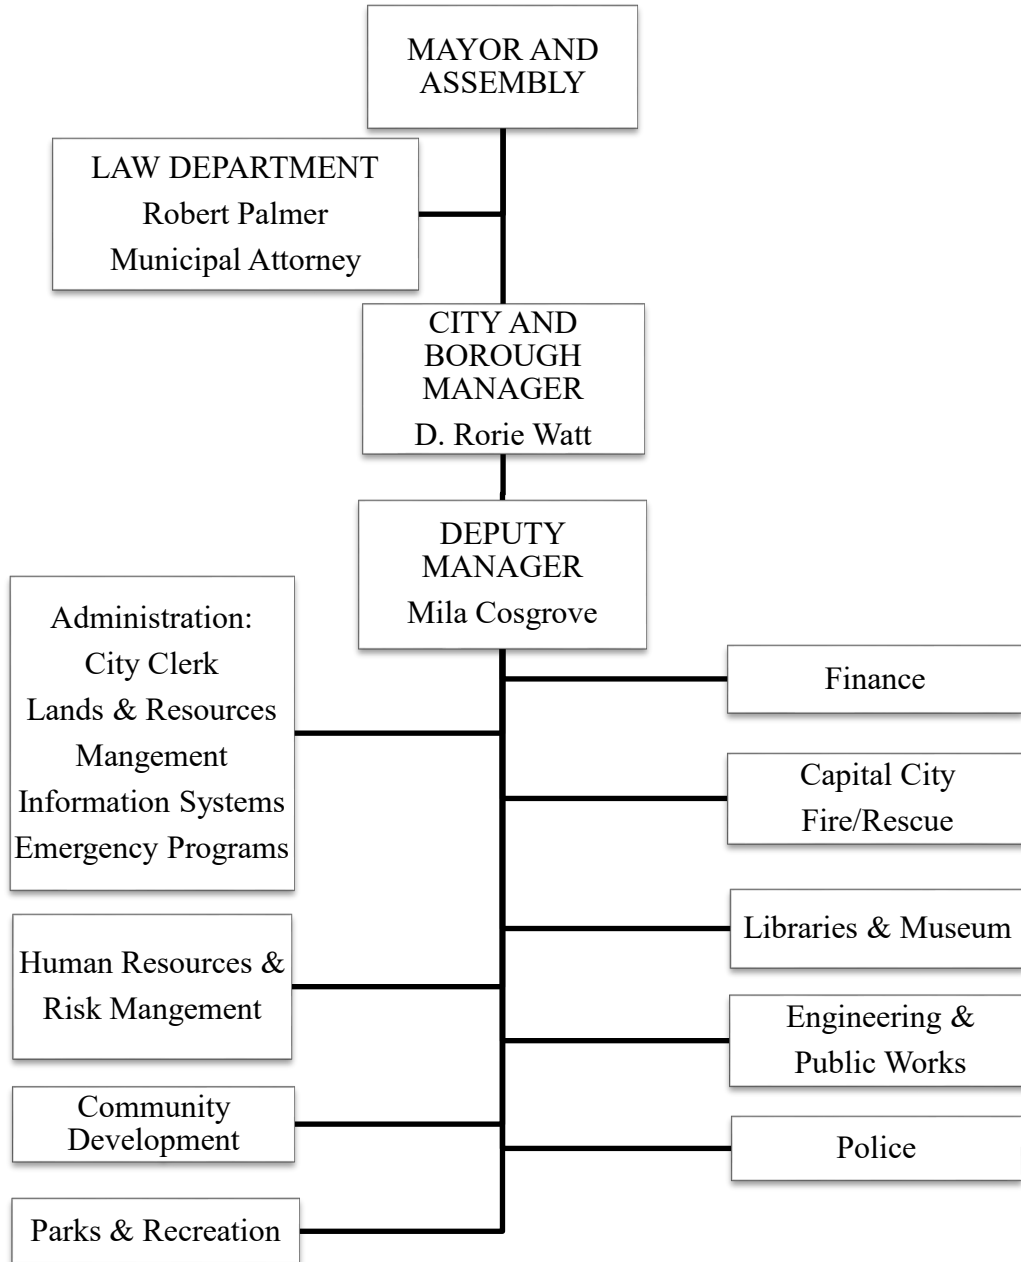 MAYOR AND
ASSEMBLY
LAW DEPARTMENT
Robert Palmer
Municipal Attorney
CITY AND
BOROUGH
MANAGER
D. Rorie Watt
DEPUTY
MANAGER
Mila Cosgrove
Administration:
City Clerk
Lands & Resources
Mangement
Information Systems
Emergency Programs
Human Resources &
Risk Mangement
Community
Development
Parks & Recreation
Finance
Capital City
Fire/Rescue
Libraries & Museum
Engineering &
Public Works
Police